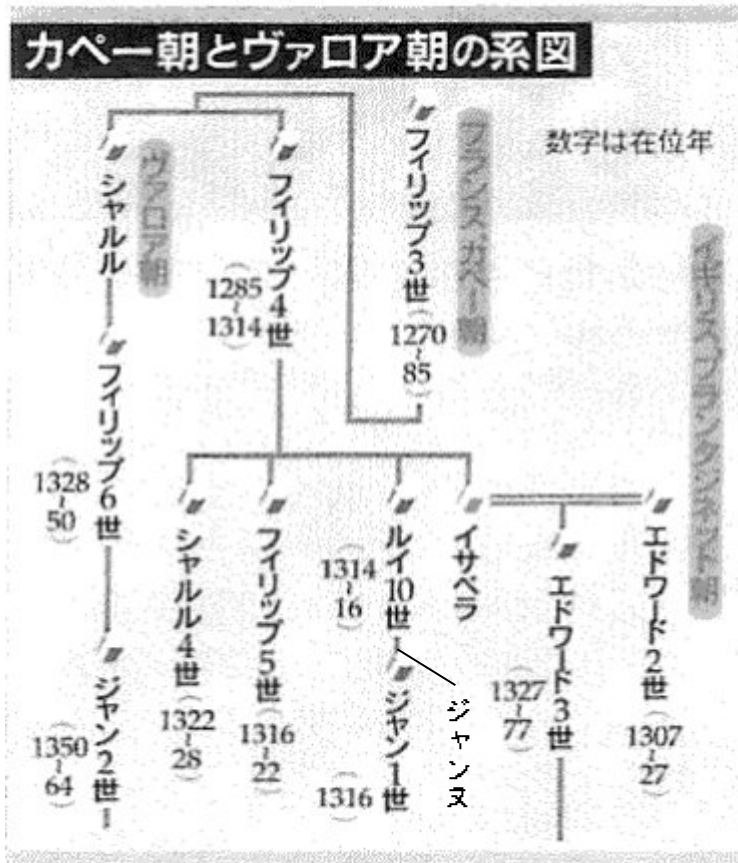 カペー朝とヴァロア朝の系図
数字は在位年
イギリス プランタジネット朝
フランス カペー朝
フィリップ3世
(1270~85)
フィリップ4世
(1285~1314)
ヴァロア朝
シャルル
フィリップ6世
(1328~50)
ジャン2世
(1350~64)
エドワード2世
(1307~27)
エドワード3世
(1327~77)
イサベラ
ルイ10世
(1314~16)
ジャンヌ
ジャン1世
(1316)
フィリップ5世
(1316~22)
シャルル4世
(1322~28)